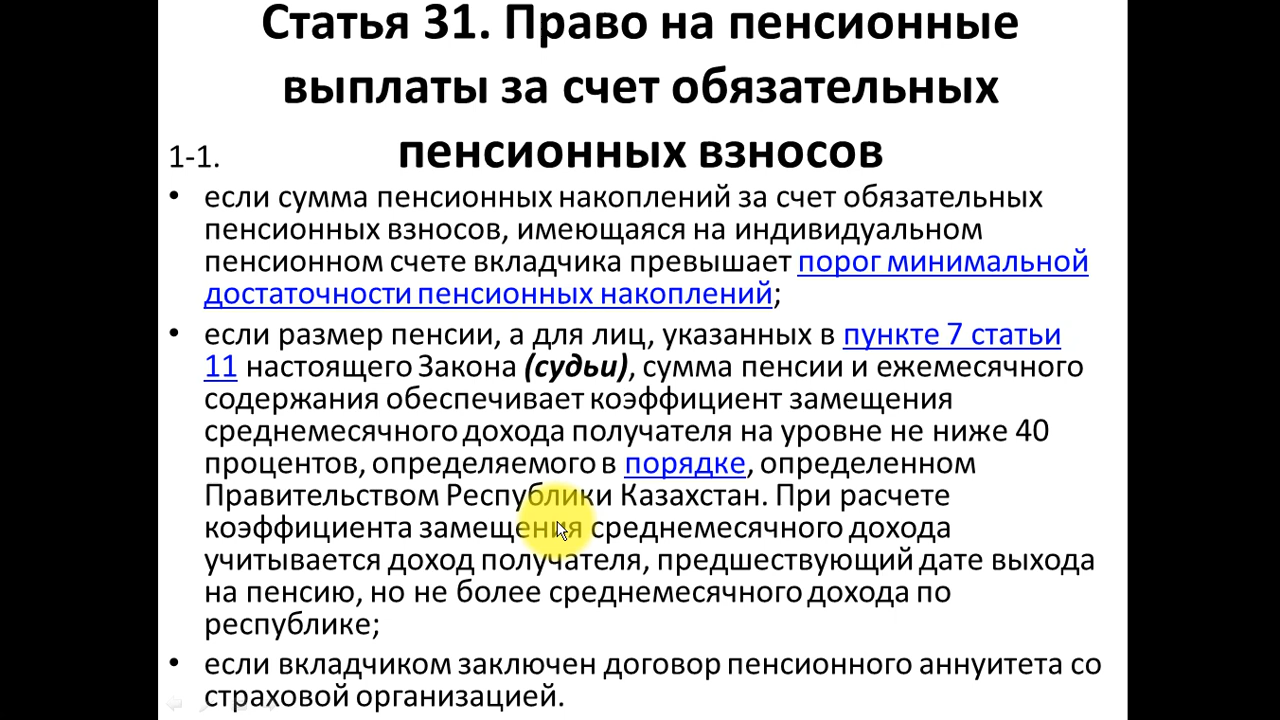 Статья 31. Право на пенсионные
выплаты за счет обязательных
пенсионных взносов
1-1.
• если сумма пенсионных накоплений за счет обязательных
пенсионных взносов, имеющаяся на индивидуальном
пенсионном счете вкладчика превышает порог минимальной
достаточности пенсионных накоплений;
• если размер пенсии, а для лиц, указанных в пункте 7 статьи
11 настоящего Закона (судьи), сумма пенсии и ежемесячного
содержания обеспечивает коэффициент замещения
среднемесячного дохода получателя на уровне не ниже 40
процентов, определяемого в порядке, определенном
Правительством Республики Казахстан. При расчете
коэффициента замещения среднемесячного дохода
учитывается доход получателя, предшествующий дате выхода
на пенсию, но не более среднемесячного дохода по
республике;
• если вкладчиком заключен договор пенсионного аннуитета со
страховой организацией.